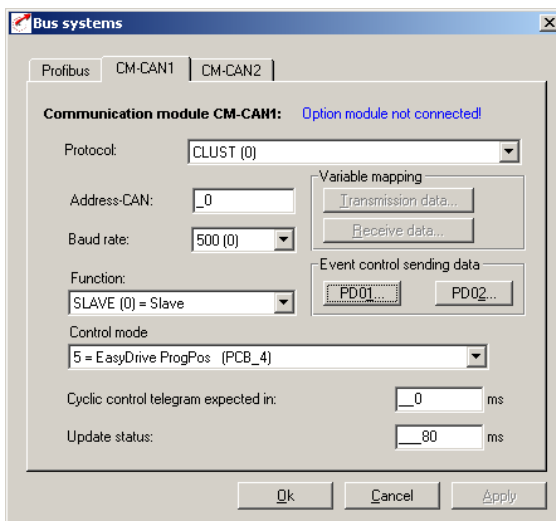 Bus systems
Profibus CM-CAN1 CM-CAN2
Communication module CM-CAN1: Option module not connected!
Protocol: CLUST (0)
Variable mapping
Address-CAN: _0 Transmission data...
Baud rate: 500 (0) Receive data...
Event control sending data
Function: PDO1... PDO2...
SLAVE (0) = Slave
Control mode
5 = EasyDrive ProgPos (PCB_4)
Cyclic control telegram expected in: __0 ms
Update status: ___80 ms
Ok Cancel Apply